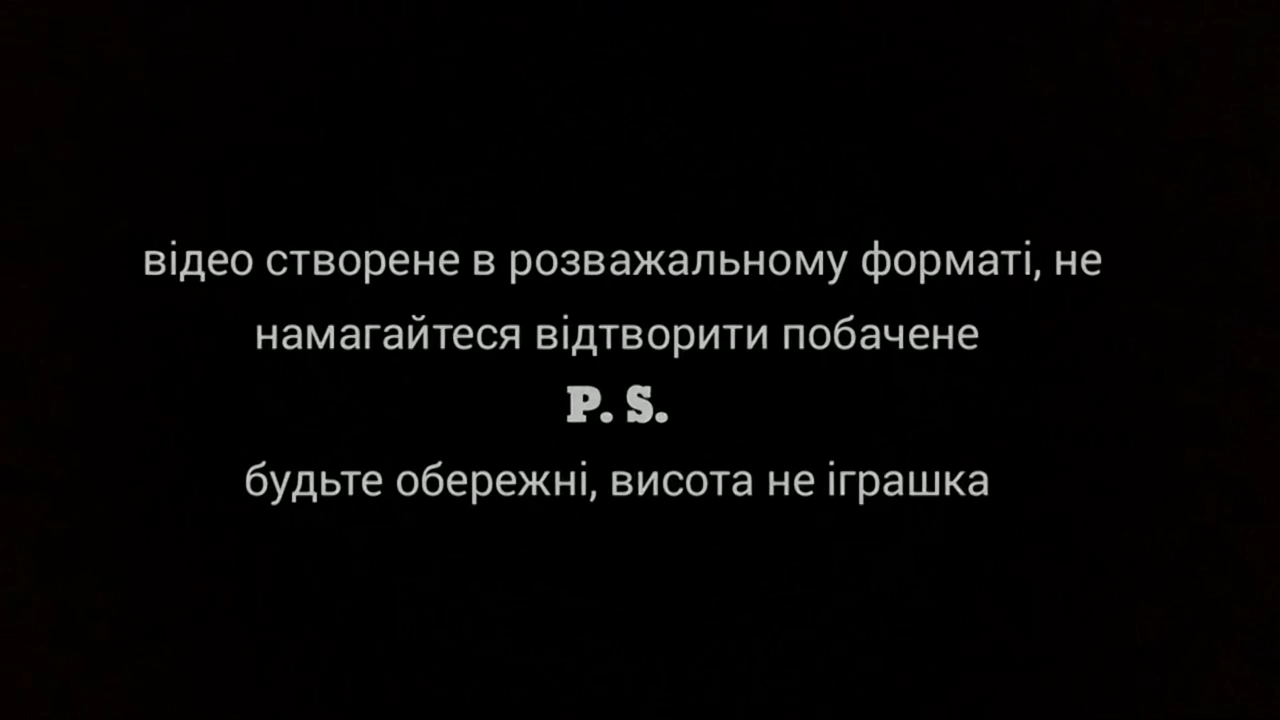 відео створене в розважальному форматі, не
намагайтеся відтворити побачене
P. S.
будьте обережні, висота не іграшка